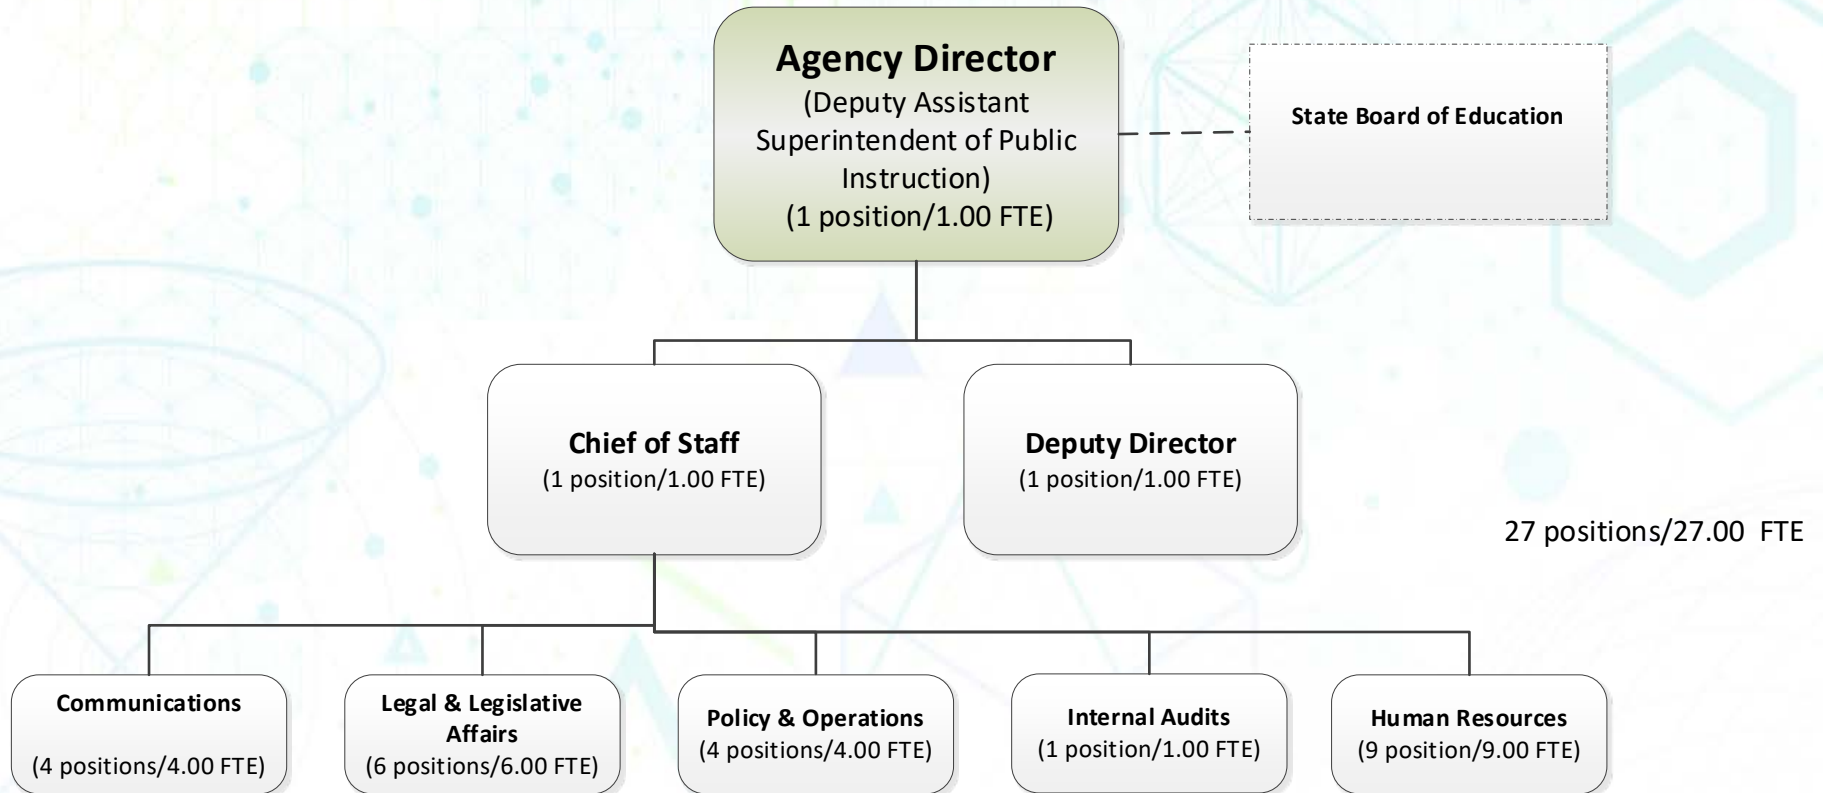 Agency Director
(Deputy Assistant
Superintendent of Public
Instruction)
(1 position/1.00 FTE)
State Board of Education
Chief of Staff
(1 position/1.00 FTE)
Deputy Director
(1 position/1.00 FTE)
27 positions/27.00  FTE
Communications
(4 positions/4.00 FTE)
Legal & Legislative
Affairs
(6 positions/6.00 FTE)
Policy & Operations
(4 positions/4.00 FTE)
Internal Audits
(1 position/1.00 FTE)
Human Resources
(9 position/9.00 FTE)